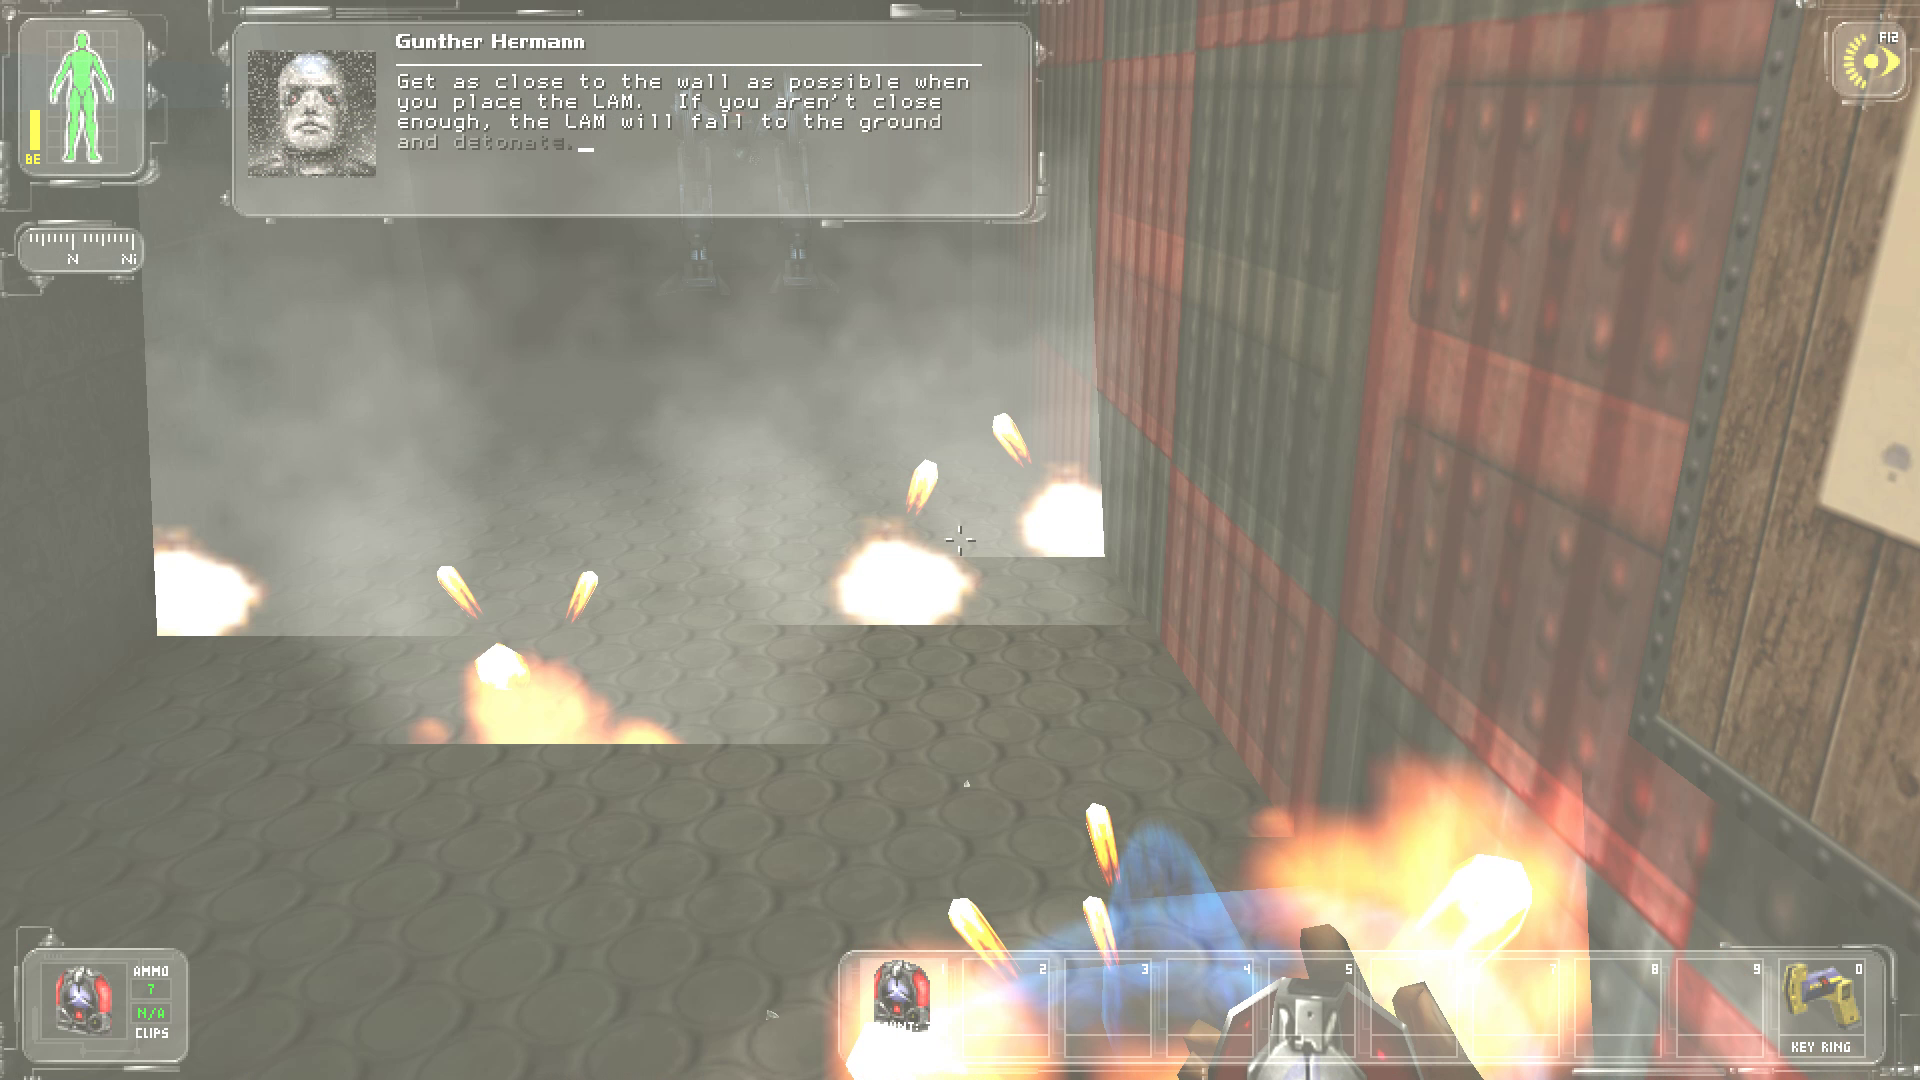 Gunther Hermann
Get as close to the wall as possible when
you place the LAM. If you aren't close
enough, the LAM will fall to the ground
and detonate.
F12
BE
N
AMMO
7
N/A
CLIPS
1 2 3 4 5 7 8 9 0
KEY RING